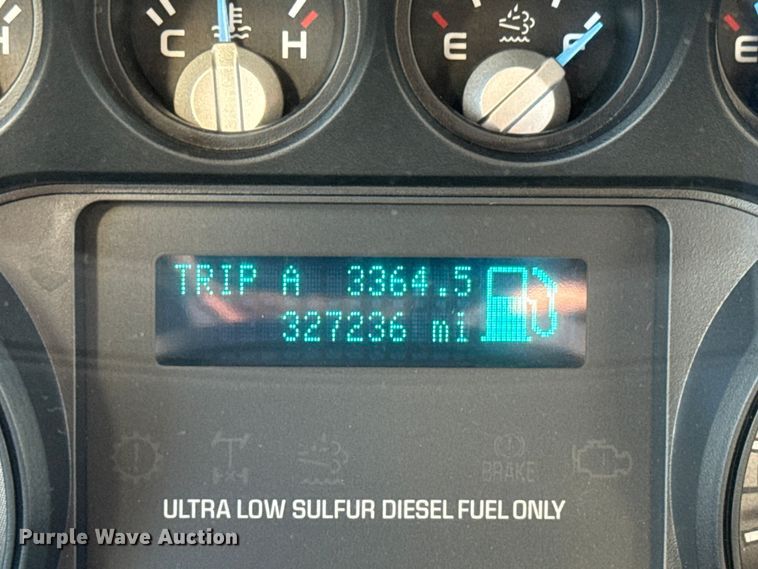 H
C H
E F
E
TRIP A 3364.5
327236 mi
BRAKE
ULTRA LOW SULFUR DIESEL FUEL ONLY
Purple Wave Auction